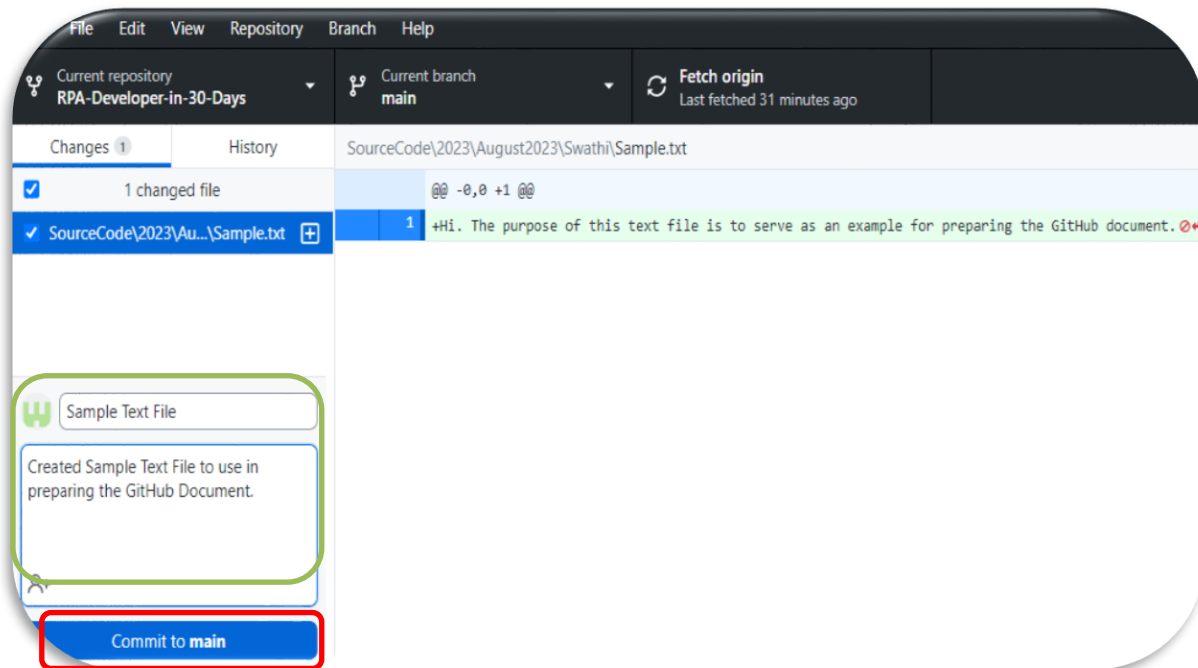 File Edit View Repository Branch Help
Current repository
RPA-Developer-in-30-Days
Current branch
main
Fetch origin
Last fetched 31 minutes ago
Changes 1 History
SourceCode\2023\August2023\Swathi\Sample.txt
1 changed file
@@ -0,0 +1 @@
SourceCode\2023\Au...\Sample.txt
1 +Hi. The purpose of this text file is to serve as an example for preparing the GitHub document.
Sample Text File
Created Sample Text File to use in
preparing the GitHub Document.
Commit to main